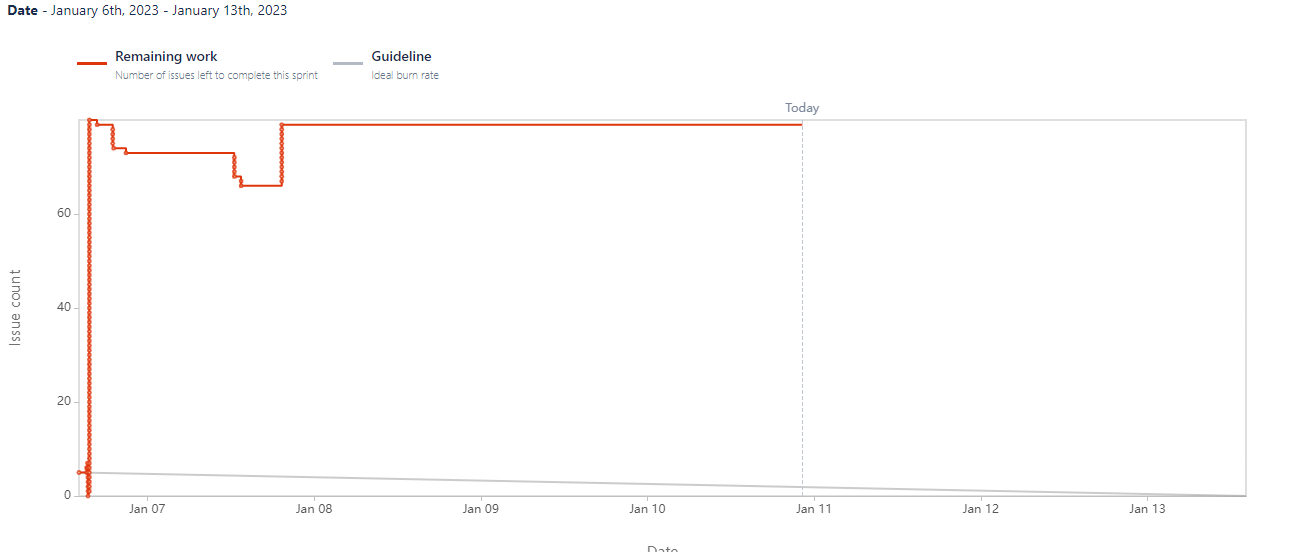 Date - January 6th, 2023 - January 13th, 2023
Remaining work
Number of issues left to complete this sprint
Guideline
Ideal burn rate
Today
60
40
20
0
Issue count
Jan 07
Jan 08
Jan 09
Jan 10
Jan 11
Jan 12
Jan 13
Date